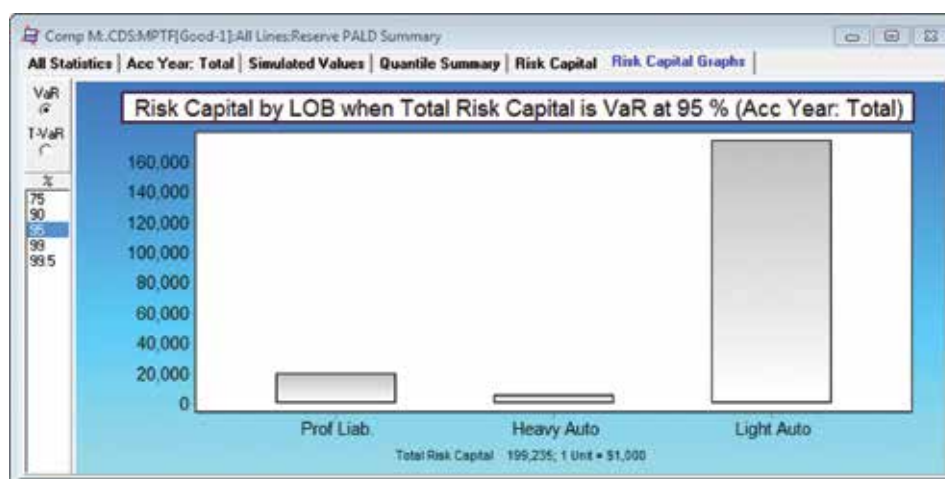 Comp M:.CDS:MPTF[Good-1]:All Lines:Reserve PALD Summary
All Statistics | Acc Year: Total | Simulated Values | Quantile Summary | Risk Capital | Risk Capital Graphs |
VaR
T-VaR
%
75
90
95
99
99.5
Risk Capital by LOB when Total Risk Capital is VaR at 95 % (Acc Year: Total)
160,000
140,000
120,000
100,000
80,000
60,000
40,000
20,000
0
Prof Liab. Heavy Auto Light Auto
Total Risk Capital 199,235; 1 Unit = $1,000